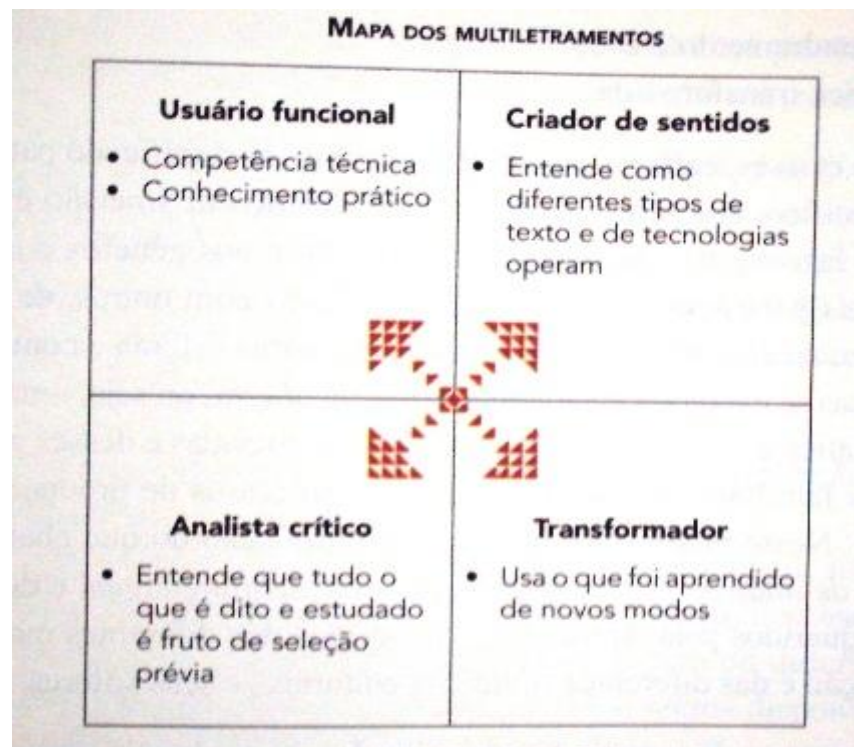 MAPA DOS MULTILETRAMENTOS
Usuário funcional
• Competência técnica
• Conhecimento prático
Criador de sentidos
• Entende como
diferentes tipos de
texto e de tecnologias
operam
Analista crítico
• Entende que tudo o
que é dito e estudado
é fruto de seleção
prévia
Transformador
• Usa o que foi aprendido
de novos modos